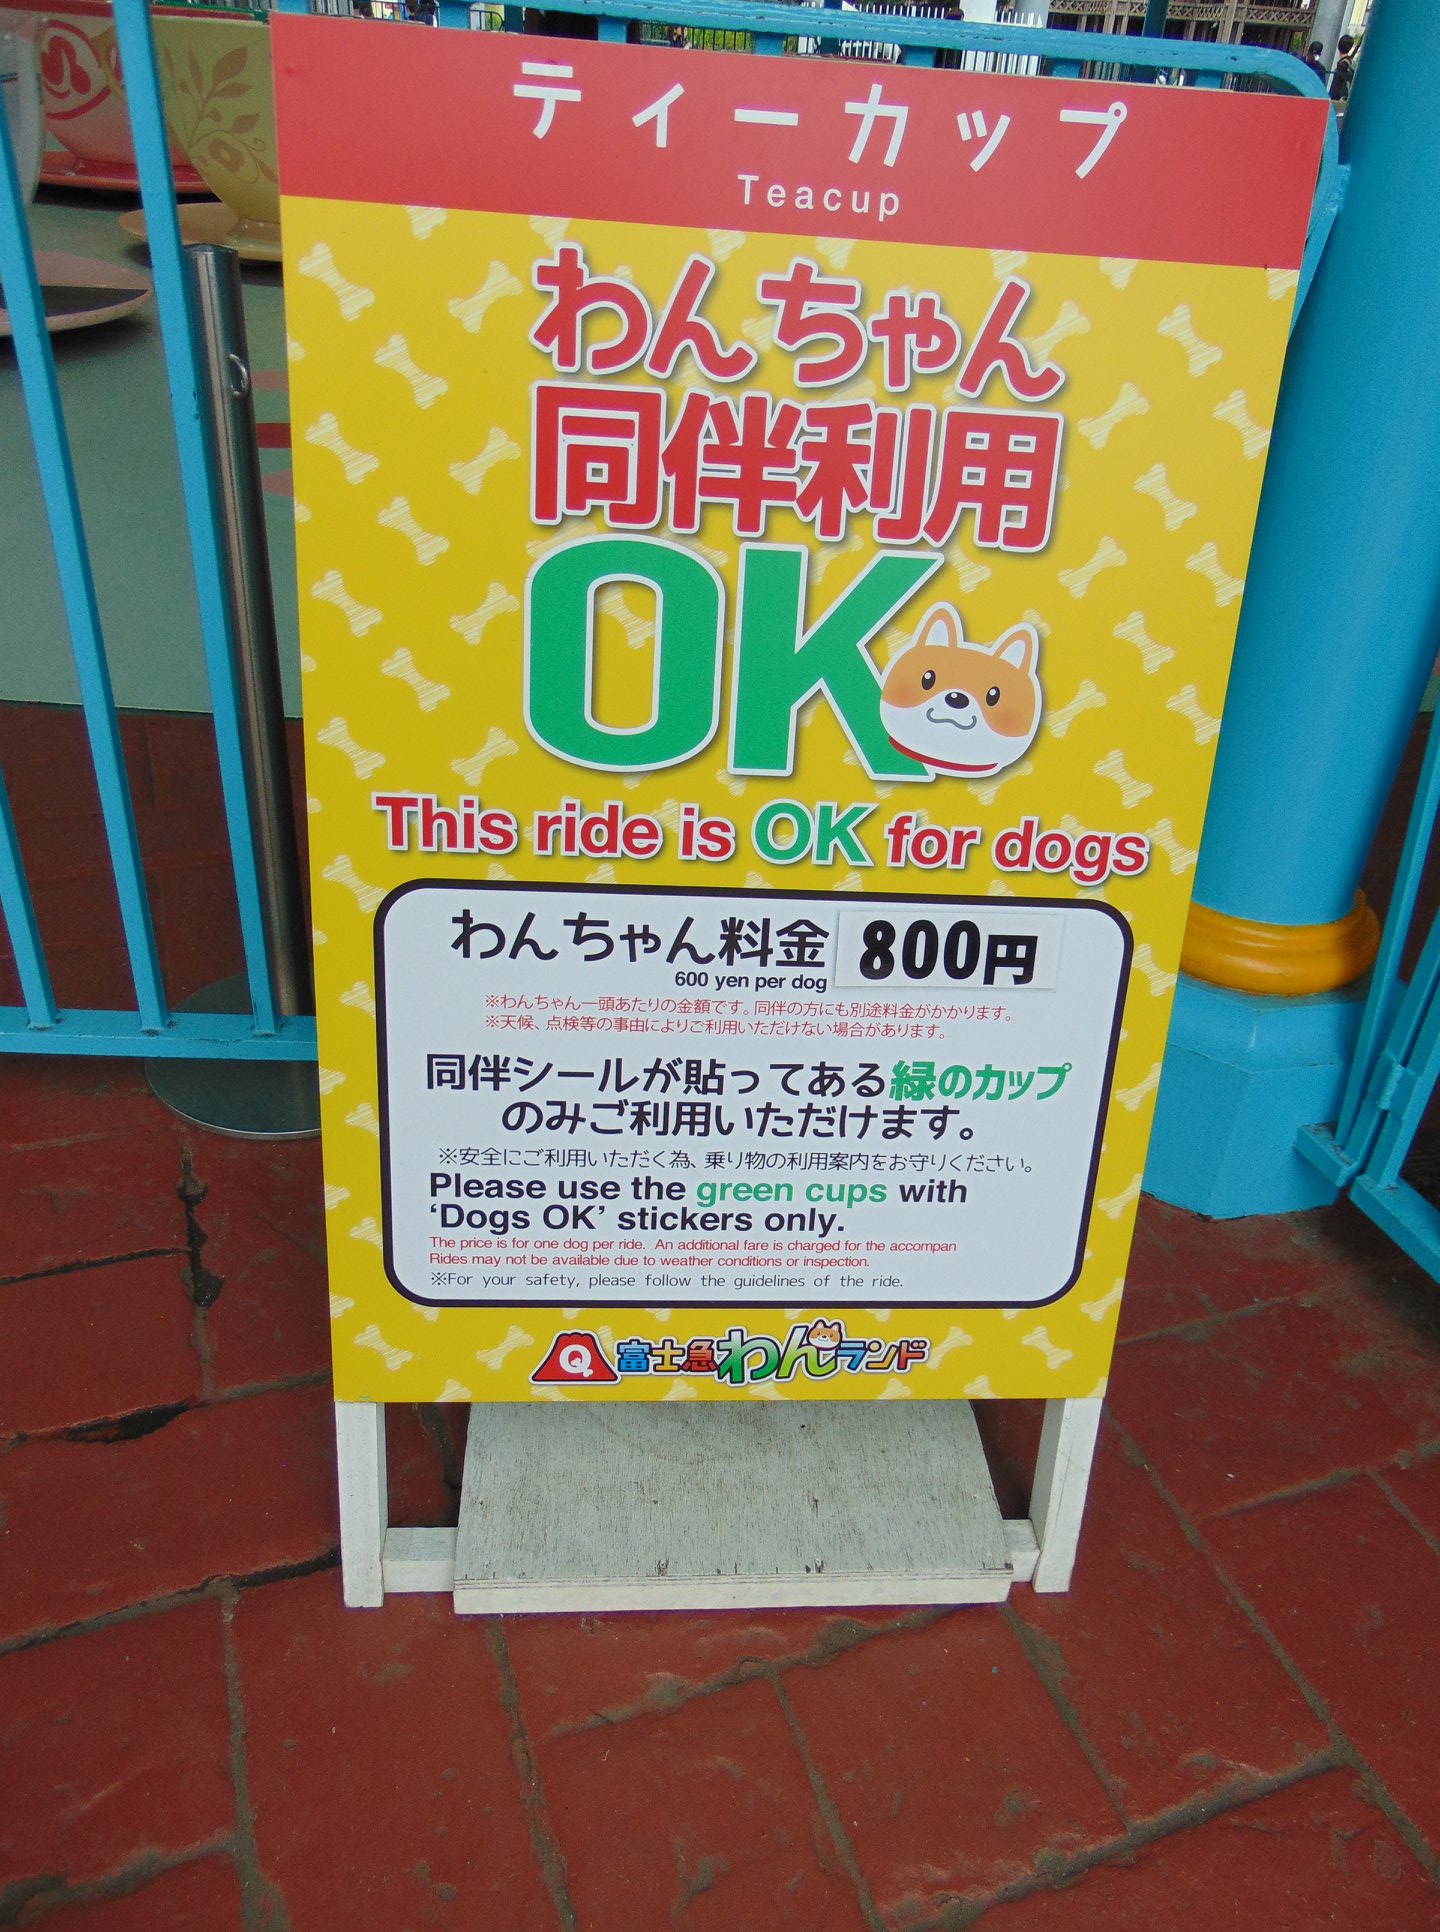 ティーカップ
Teacup
わんちゃん
同伴利用
OK
This ride is OK for dogs
わんちゃん料金 800円
600 yen per dog
※わんちゃん一頭あたりの金額です。同伴の方にも別途料金がかかります。
※天候、点検等の事由によりご利用いただけない場合があります。
同伴シールが貼ってある緑のカップ
のみご利用いただけます。
※安全にご利用いただく為、乗り物の利用案内をお守りください。
Please use the green cups with
‘Dogs OK’ stickers only.
The price is for one dog per ride. An additional fare is charged for the accompan
Rides may not be available due to weather conditions or inspection.
※For your safety, please follow the guidelines of the ride.
Q 富士急わんランド